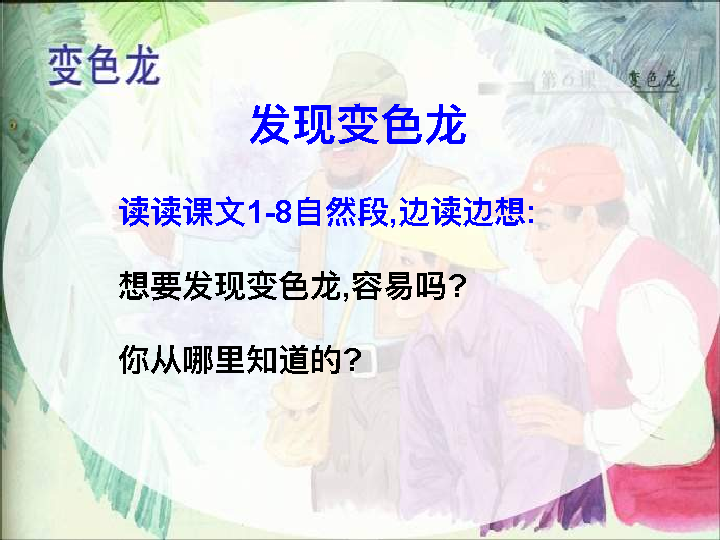 变色龙
第6课 变色龙
发现变色龙
读读课文1-8自然段,边读边想:
想要发现变色龙,容易吗?
你从哪里知道的?